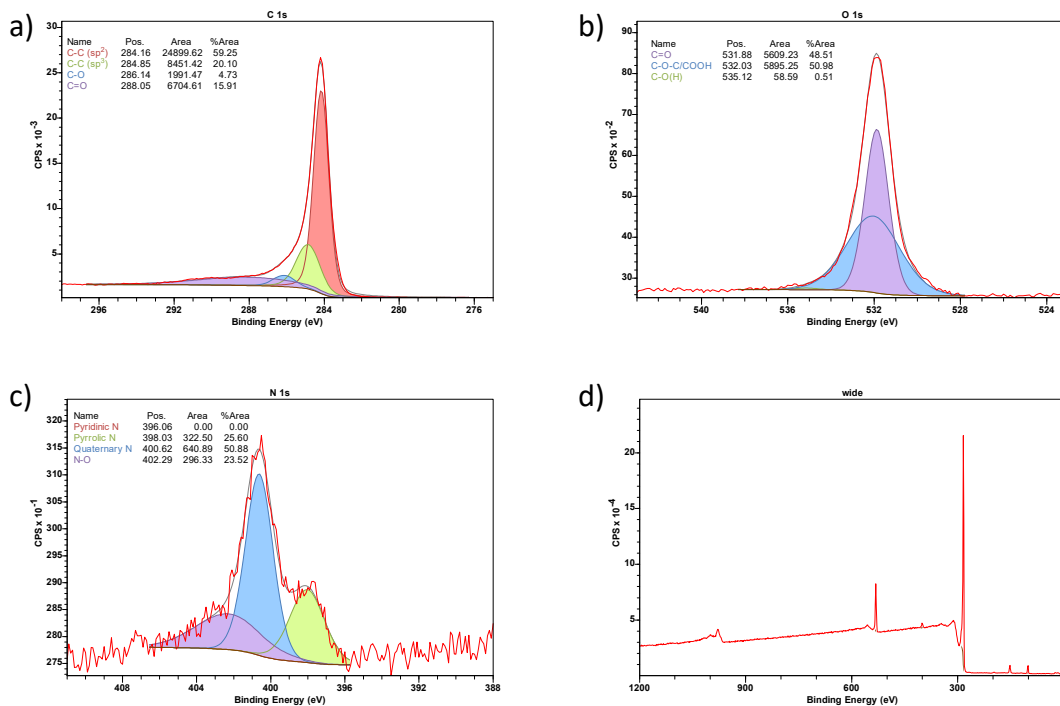 a)
C 1s
Name Pos. Area %Area
C-C (sp²) 284.16 24899.62 59.25
C-C (sp³) 284.85 8451.42 20.10
C-O 286.14 1991.47 4.73
C=O 288.05 6704.61 15.91
30
25
20
15
10
5
CPS x 10⁻³
296 292 288 284 280 276
Binding Energy (eV)
b)
O 1s
Name Pos. Area %Area
C=O 531.88 5609.23 48.51
C-O-C/COOH 532.03 5895.25 50.98
C-O(H) 535.12 58.59 0.51
90
80
70
60
50
40
30
CPS x 10⁻²
540 536 532 528 524
Binding Energy (eV)
c)
N 1s
Name Pos. Area %Area
Pyridinic N 396.06 0.00 0.00
Pyrrolic N 398.03 322.50 25.60
Quaternary N 400.62 640.89 50.88
N-O 402.29 296.33 23.52
320
315
310
305
300
295
290
285
280
275
CPS x 10⁻¹
408 404 400 396 392 388
Binding Energy (eV)
d)
wide
20
15
10
5
CPS x 10⁻⁴
1200 900 600 300
Binding Energy (eV)